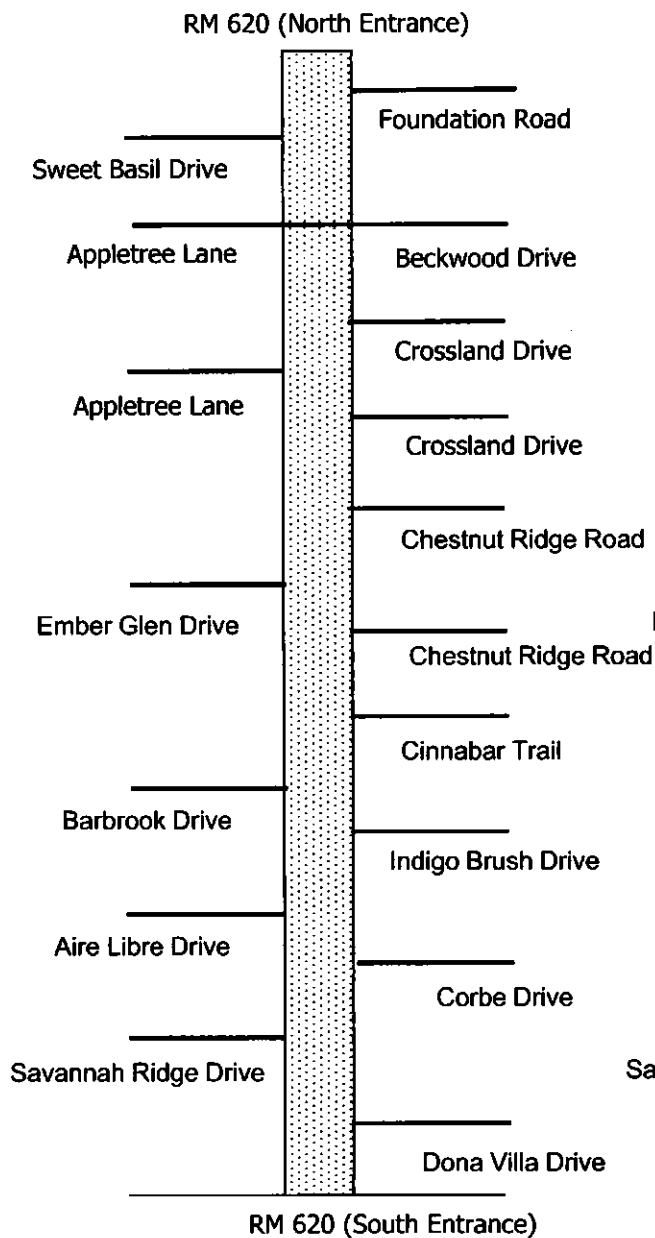 RM 620 (North Entrance)
Foundation Road
Sweet Basil Drive
Appletree Lane
Beckwood Drive
Crossland Drive
Appletree Lane
Crossland Drive
Chestnut Ridge Road
Ember Glen Drive
Chestnut Ridge Road
Cinnabar Trail
Barbrook Drive
Indigo Brush Drive
Aire Libre Drive
Corbe Drive
Savannah Ridge Drive
Sa
Dona Villa Drive
RM 620 (South Entrance)